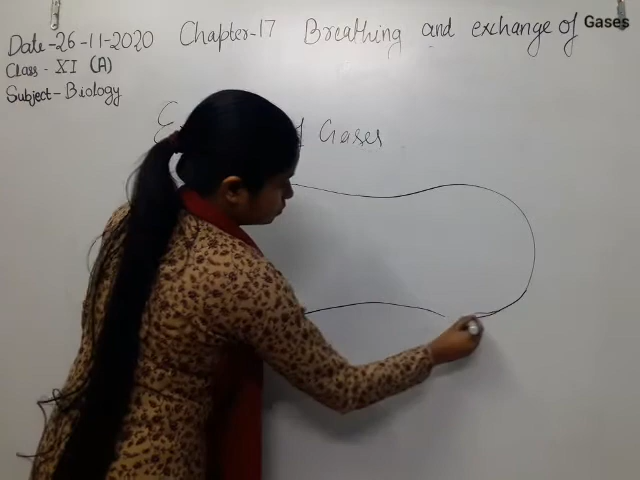 Date-26-11-2020 Chapter-17 Breathing and exchange of Gases
Class - XI (A)
Subject-Biology
Gases